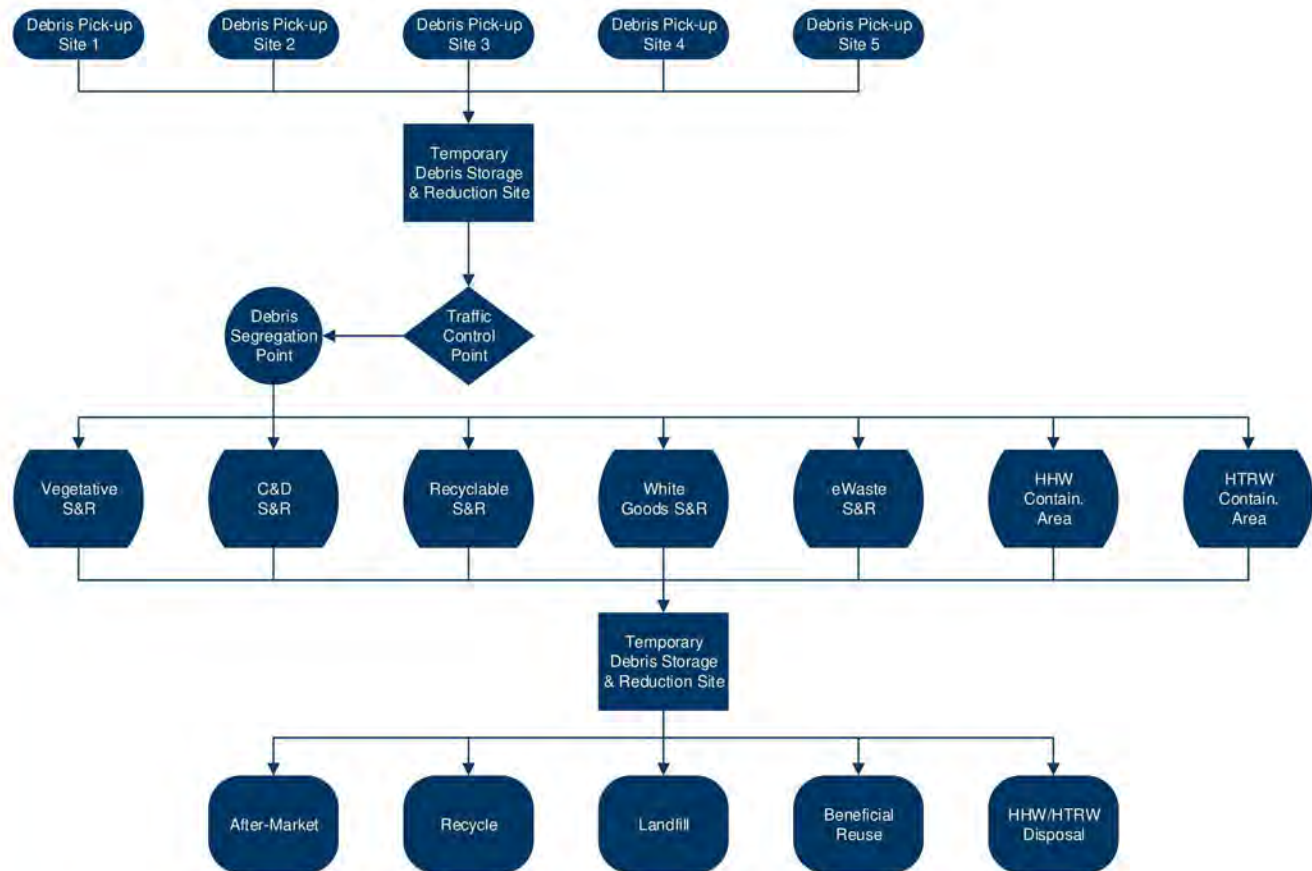 Debris Pick-up
Site 1
Debris Pick-up
Site 2
Debris Pick-up
Site 3
Debris Pick-up
Site 4
Debris Pick-up
Site 5
Temporary
Debris Storage
& Reduction Site
Debris
Segregation
Point
Traffic
Control
Point
Vegetative
S&R
C&D
S&R
Recyclable
S&R
White
Goods S&R
eWaste
S&R
HHW
Contain.
Area
HTRW
Contain.
Area
Temporary
Debris Storage
& Reduction Site
After-Market
Recycle
Landfill
Beneficial
Reuse
HHW/HTRW
Disposal